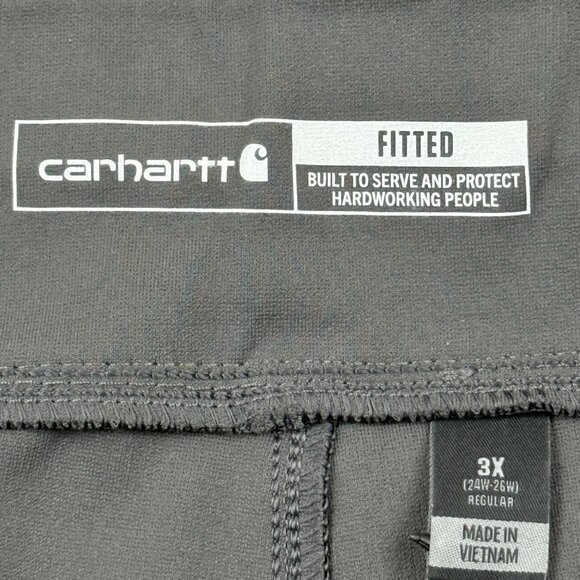 carhartt
FITTED
BUILT TO SERVE AND PROTECT
HARDWORKING PEOPLE
3X
(24W-26W)
REGULAR
MADE IN
VIETNAM